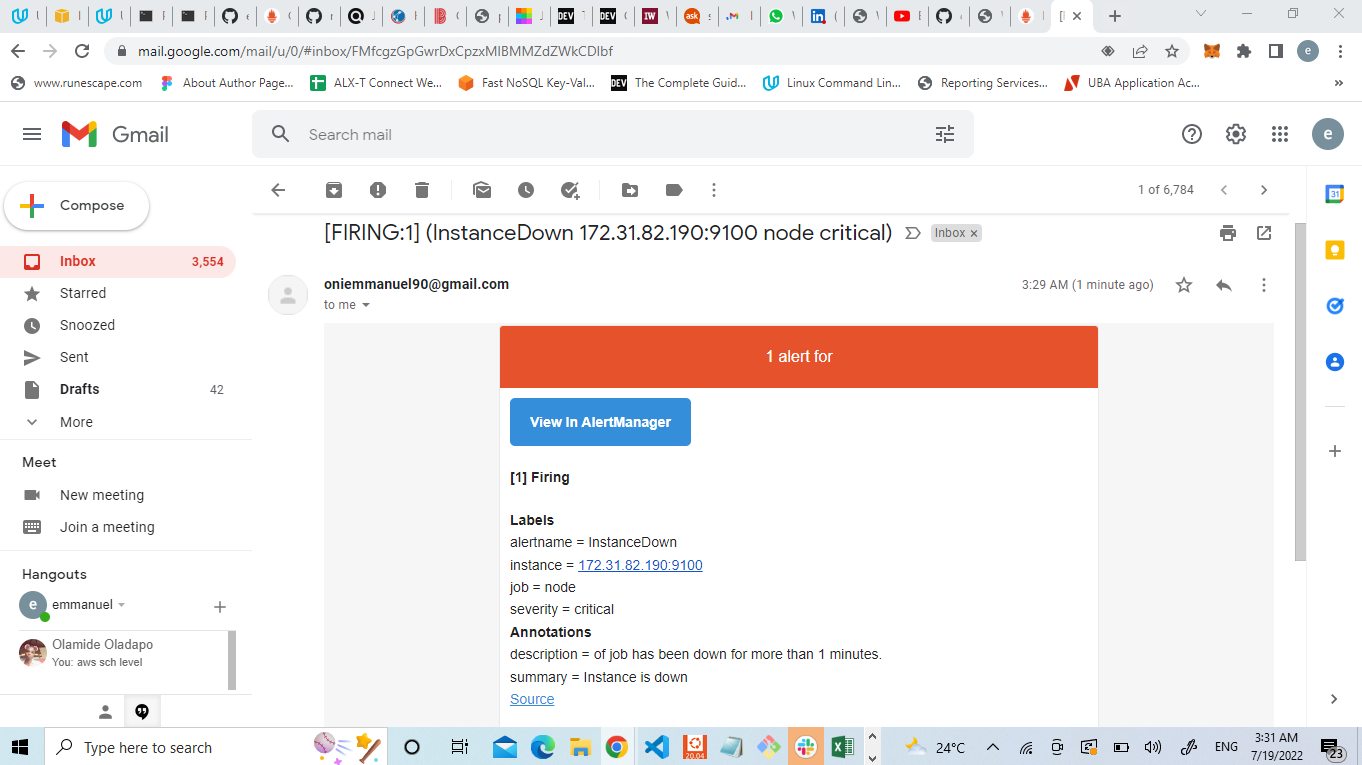 mail.google.com/mail/u/0/#inbox/FMfcgzGpGwrDxCpzxMlBMMZdZWkCDlbf
e
www.runescape.com
About Author Page...
ALX-T Connect We...
Fast NoSQL Key-Val...
DEV The Complete Guid...
Linux Command Lin...
Reporting Services...
UBA Application Ac...
»
Gmail
Search mail
e
Compose
1 of 6,784
31
Inbox 3,554
Starred
Snoozed
Sent
Drafts 42
More
Meet
New meeting
Join a meeting
Hangouts
e emmanuel
Olamide Oladapo
You: aws sch level
[FIRING:1] (InstanceDown 172.31.82.190:9100 node critical)
Inbox ×
oniemmanuel90@gmail.com
3:29 AM (1 minute ago)
to me
1 alert for
View In AlertManager
[1] Firing
Labels
alertname = InstanceDown
instance = 172.31.82.190:9100
job = node
severity = critical
Annotations
description = of job has been down for more than 1 minutes.
summary = Instance is down
Source
Type here to search
20.04
24°C
ENG
3:31 AM
7/19/2022
23